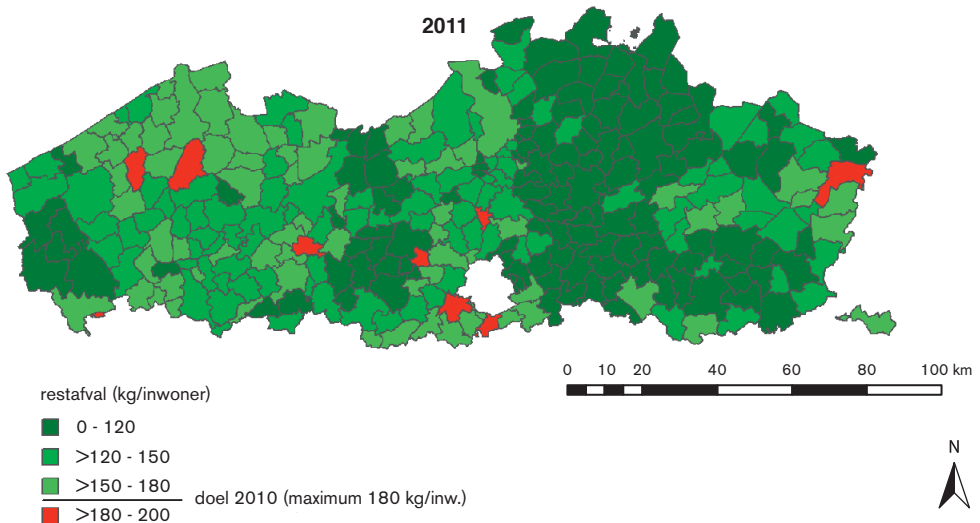 2011
0 10 20 40 60 80 100 km
restafval (kg/inwoner)
0 - 120
>120 - 150
>150 - 180
doel 2010 (maximum 180 kg/inw.)
>180 - 200
N